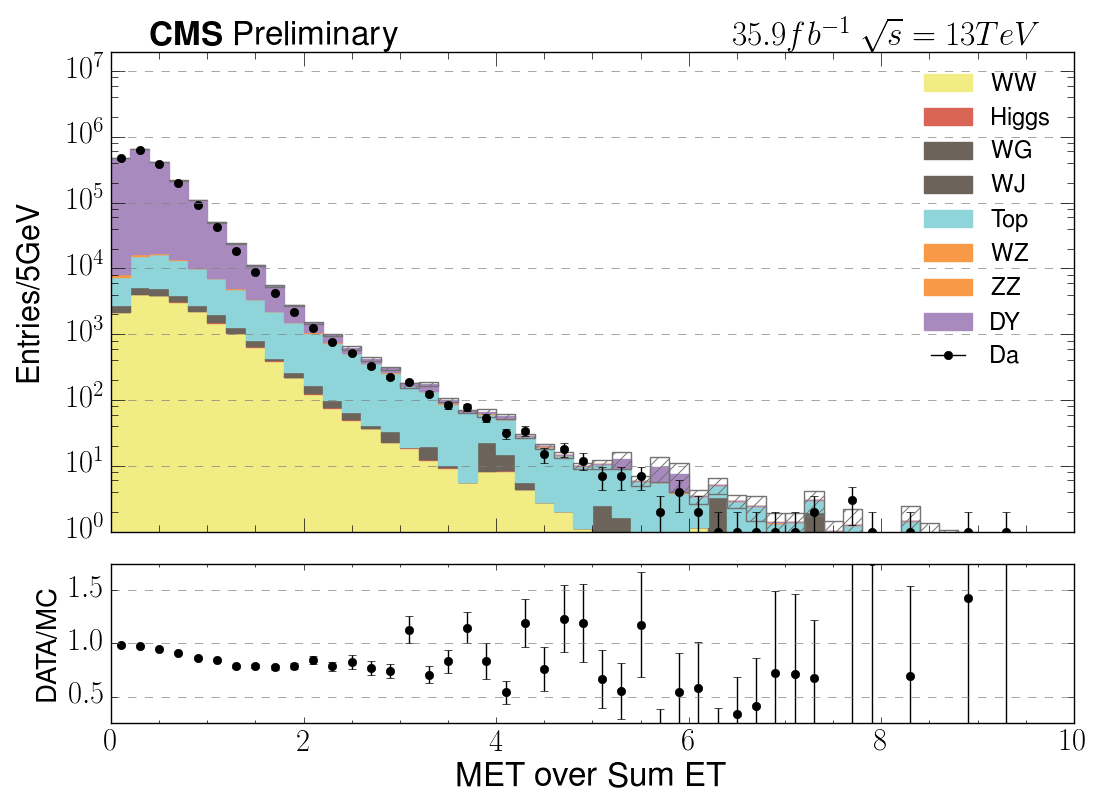 CMS Preliminary 35.9fb⁻¹ √s = 13TeV
10⁷
10⁶
10⁵
10⁴
10³
10²
10¹
10⁰
Entries/5GeV
WW
Higgs
WG
WJ
Top
WZ
ZZ
DY
Da
1.5
1.0
0.5
DATA/MC
0 2 4 6 8 10
MET over Sum ET